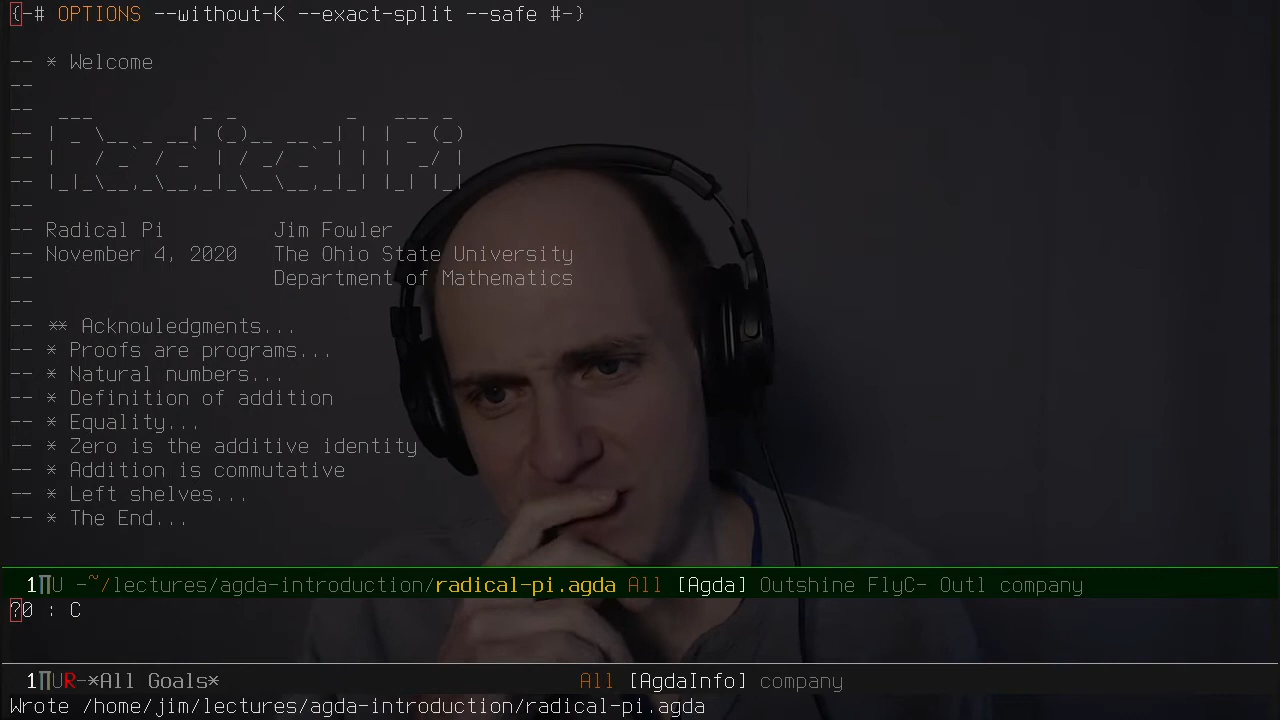 {-# OPTIONS --without-K --exact-split --safe #-}
-- * Welcome
--
--
-- Radical Pi
--
--
--
--
-- Radical Pi Jim Fowler
-- November 4, 2020 The Ohio State University
-- Department of Mathematics
--
-- ** Acknowledgments...
-- * Proofs are programs...
-- * Natural numbers...
-- * Definition of addition
-- * Equality...
-- * Zero is the additive identity
-- * Addition is commutative
-- * Left shelves...
-- * The End...
1∏U -~/lectures/agda-introduction/radical-pi.agda All [Agda] Outshine FlyC- Outl company
?0 : C
1∏UR-*All Goals* All [AgdaInfo] company
Wrote /home/jim/lectures/agda-introduction/radical-pi.agda